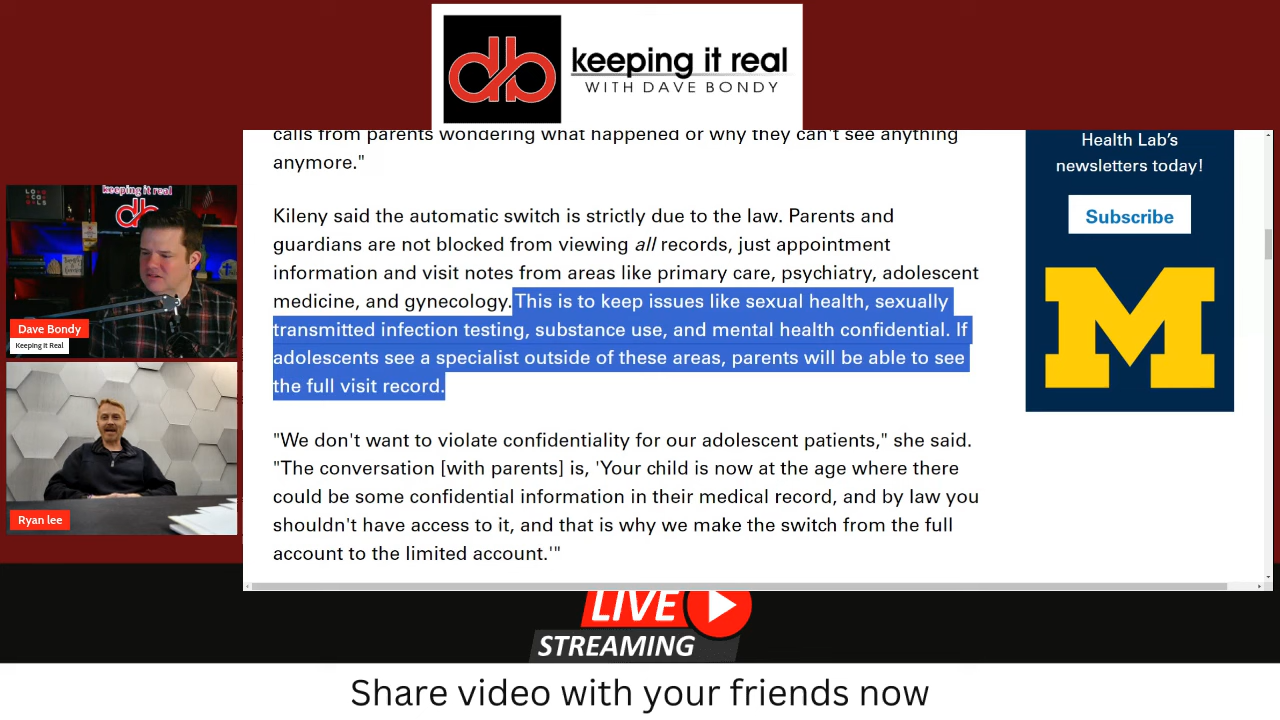 db
keeping it real
WITH DAVE BONDY
calls from parents wondering what happened or why they can't see anything
anymore."
Kileny said the automatic switch is strictly due to the law. Parents and
guardians are not blocked from viewing all records, just appointment
information and visit notes from areas like primary care, psychiatry, adolescent
medicine, and gynecology. This is to keep issues like sexual health, sexually
transmitted infection testing, substance use, and mental health confidential. If
adolescents see a specialist outside of these areas, parents will be able to see
the full visit record.
"We don't want to violate confidentiality for our adolescent patients," she said.
"The conversation [with parents] is, 'Your child is now at the age where there
could be some confidential information in their medical record, and by law you
shouldn't have access to it, and that is why we make the switch from the full
account to the limited account.'"
Health Lab's
newsletters today!
Subscribe
M
keeping it real
Dave Bondy
Keeping It Real
Ryan lee
LIVE
STREAMING
Share video with your friends now